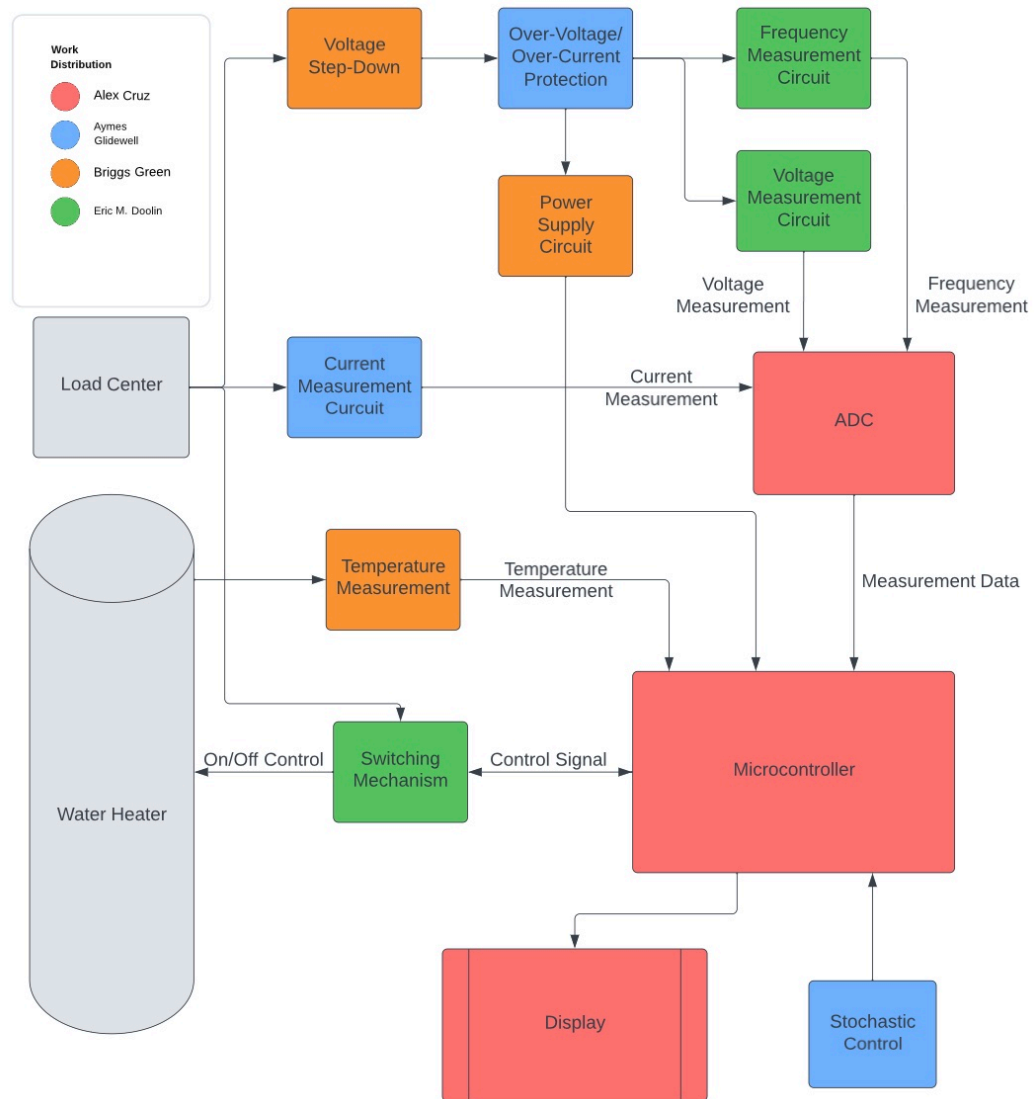 Work
Distribution
Alex Cruz
Aymes
Glidewell
Briggs Green
Eric M. Doolin
Voltage
Step-Down
Over-Voltage/
Over-Current
Protection
Frequency
Measurement
Circuit
Power
Supply
Circuit
Voltage
Measurement
Circuit
Voltage
Measurement
Frequency
Measurement
Load Center
Current
Measurement
Curcuit
Current
Measurement
ADC
Temperature
Measurement
Temperature
Measurement
Measurement Data
On/Off Control
Switching
Mechanism
Control Signal
Microcontroller
Water Heater
Display
Stochastic
Control